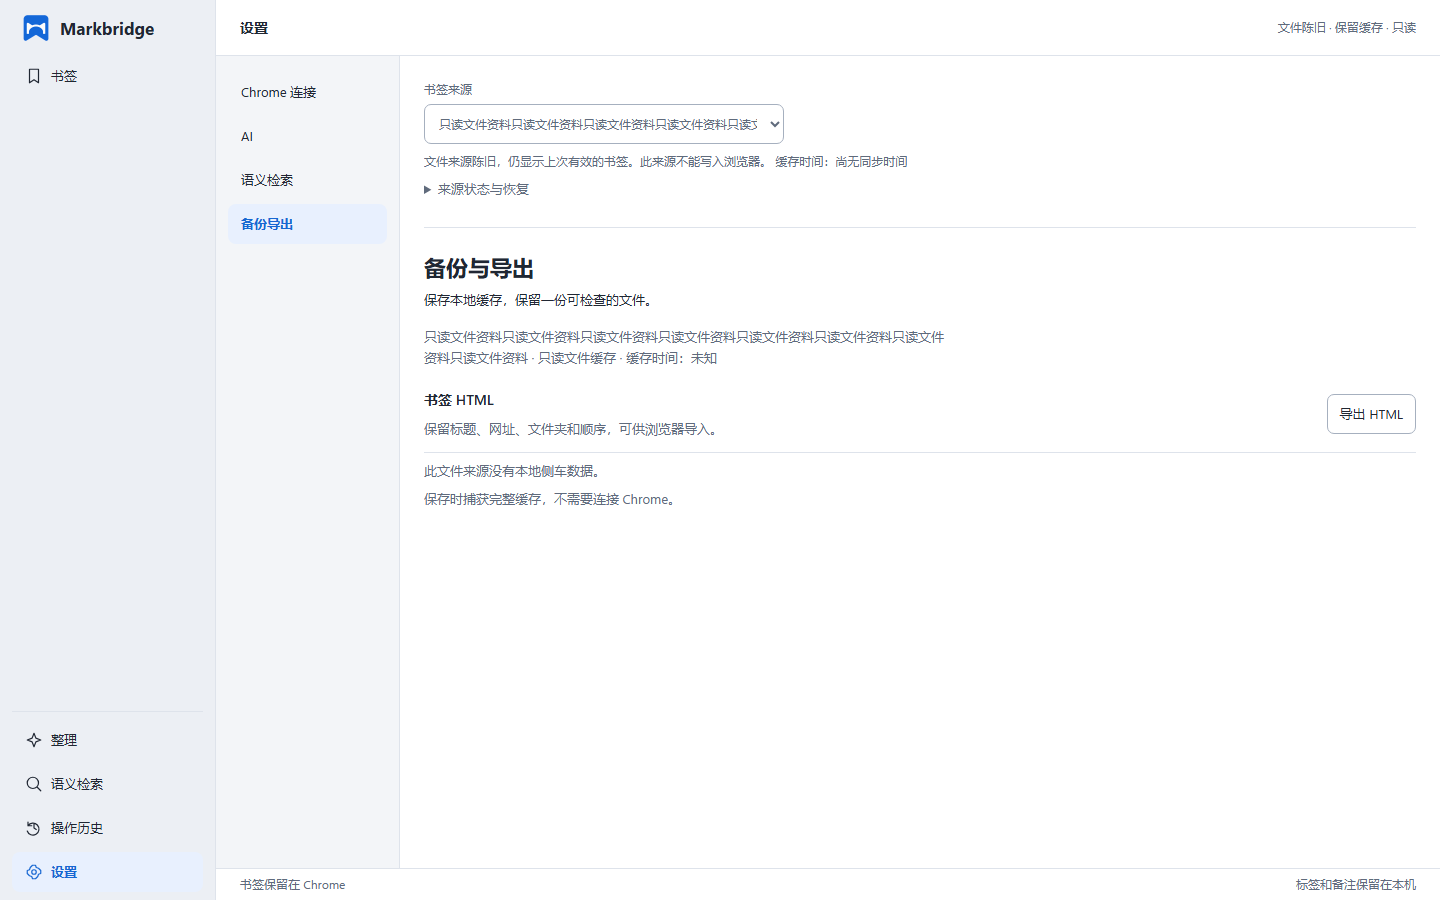 Markbridge
书签
整理
语义检索
操作历史
设置
设置
文件陈旧 · 保留缓存 · 只读
Chrome 连接
AI
语义检索
备份导出
书签来源
只读文件资料只读文件资料只读文件资料只读文件资料只读文
文件来源陈旧，仍显示上次有效的书签。此来源不能写入浏览器。 缓存时间：尚无同步时间
来源状态与恢复
备份与导出
保存本地缓存，保留一份可检查的文件。
只读文件资料只读文件资料只读文件资料只读文件资料只读文件资料只读文件资料只读文件
资料只读文件资料 · 只读文件缓存 · 缓存时间：未知
书签 HTML
保留标题、网址、文件夹和顺序，可供浏览器导入。
导出 HTML
此文件来源没有本地侧车数据。
保存时捕获完整缓存，不需要连接 Chrome。
书签保留在 Chrome
标签和备注保留在本机